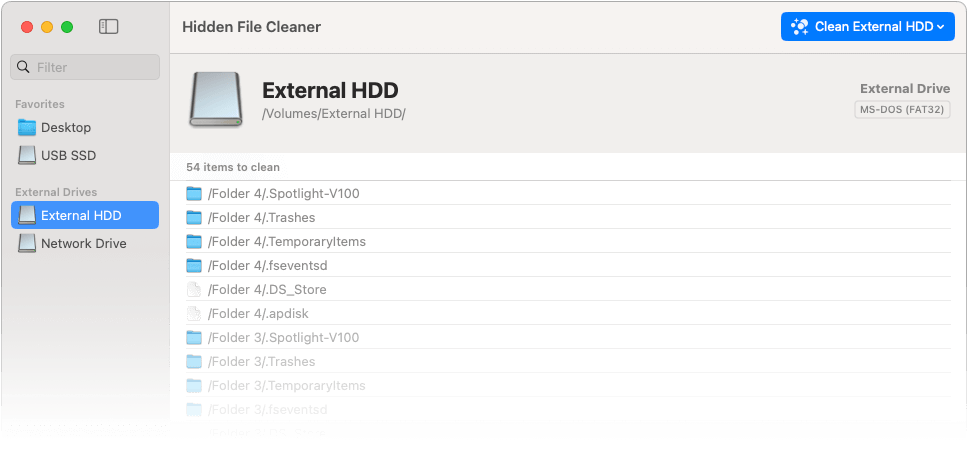 Hidden File Cleaner
Clean External HDD
Filter
Favorites
Desktop
USB SSD
External Drives
External HDD
Network Drive
External HDD
/Volumes/External HDD/
External Drive
MS-DOS (FAT32)
54 items to clean
/Folder 4/.Spotlight-V100
/Folder 4/.Trashes
/Folder 4/.TemporaryItems
/Folder 4/.fseventsd
/Folder 4/.DS_Store
/Folder 4/.apdisk
/Folder 3/.Spotlight-V100
/Folder 3/.Trashes
/Folder 3/.TemporaryItems
/Folder 3/.fseventsd